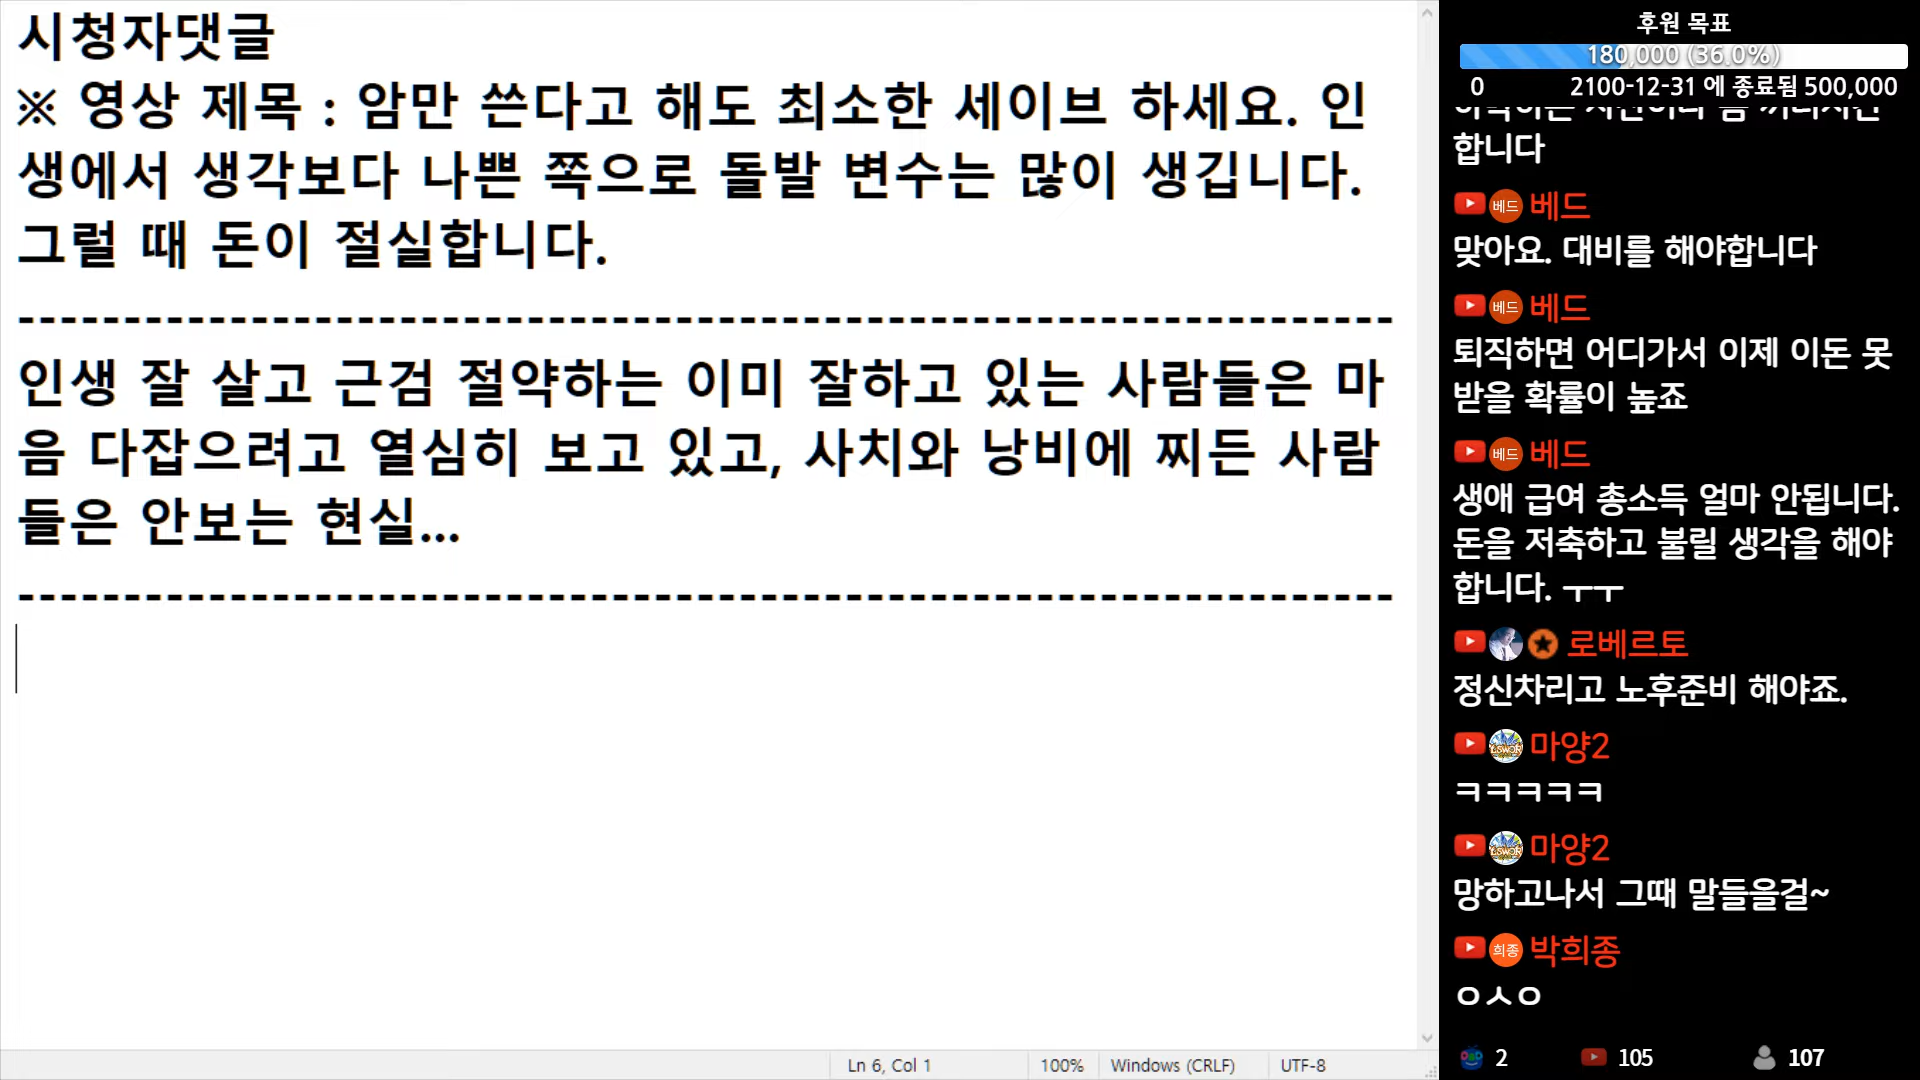 시청자댓글
※ 영상 제목 : 암만 쓴다고 해도 최소한 세이브 하세요. 인
생에서 생각보다 나쁜 쪽으로 돌발 변수는 많이 생깁니다.
그럴 때 돈이 절실합니다.
-----------------------------------------------------------------
인생 잘 살고 근검 절약하는 이미 잘하고 있는 사람들은 마
음 다잡으려고 열심히 보고 있고, 사치와 낭비에 찌든 사람
들은 안보는 현실...
-----------------------------------------------------------------
Ln 6, Col 1
100%
Windows (CRLF)
UTF-8
후원 목표
180,000 (36.0%)
0
2100-12-31 에 종료됨
500,000
합니다
베드 베드
맞아요. 대비를 해야합니다
베드 베드
퇴직하면 어디가서 이제 이돈 못
받을 확률이 높죠
베드 베드
생애 급여 총소득 얼마 안됩니다.
돈을 저축하고 불릴 생각을 해야
합니다. ㅜㅜ
로베르토
정신차리고 노후준비 해야죠.
마양2
ㅋㅋㅋㅋㅋ
마양2
망하고나서 그때 말들을걸~
희종 박희종
ㅇㅅㅇ
2
105
107